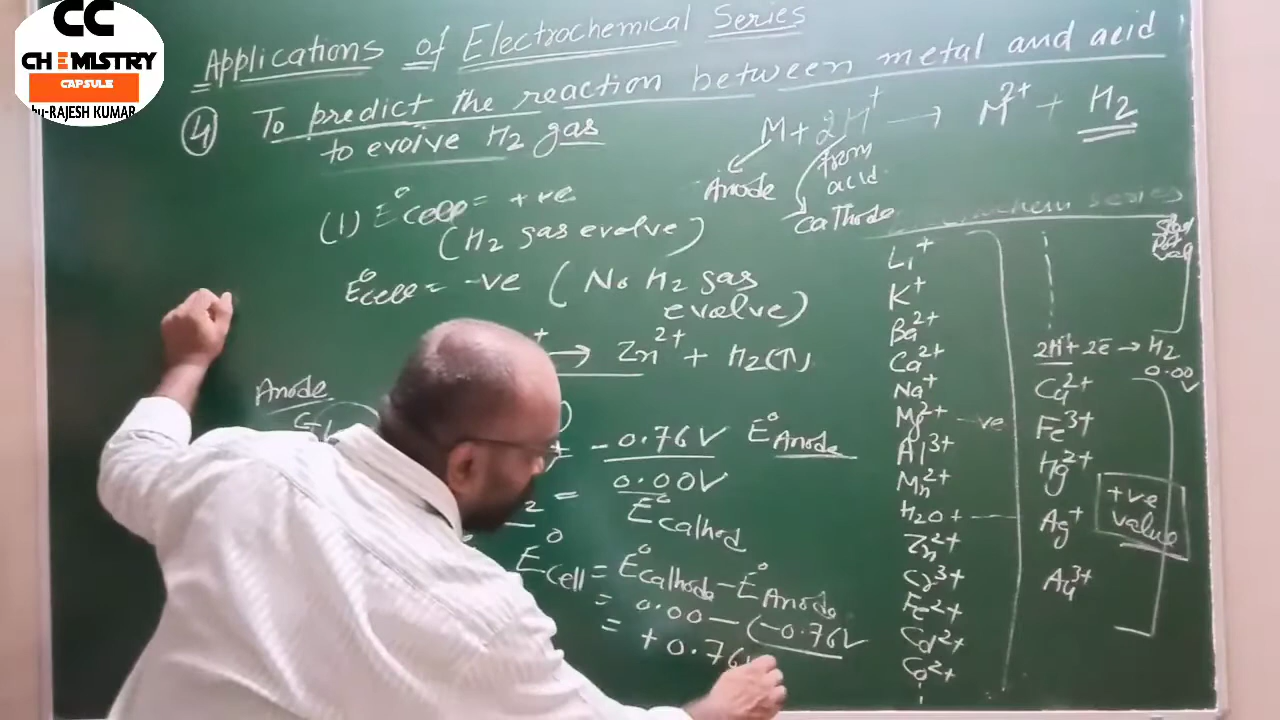 CC
CHEMISTRY
CAPSULE
by-RAJESH KUMAR
Applications of Electrochemical Series
④ To predict the reaction between metal and acid
to evolve H₂ gas
M + 2H⁺ → M²⁺ + H₂
Anode
from
acid
Cathode
(1) E°cell = +ve
(H₂ gas evolve)
E°cell = -ve (No H₂ gas
evolve)
⁺ → Zn²⁺ + H₂(↑)
Anode
= -0.76V E°Anode
₂ = 0.00V
E°Cathod
E°Cell = E°Cathode - E°Anode
= 0.00 - (-0.76V
= + 0.76
chem series
Li⁺
K⁺
Ba²⁺
Ca²⁺
Na⁺
Mg²⁺ -ve
Al³⁺
Mn²⁺
H₂O +
Zn²⁺
Cr³⁺
Fe²⁺
Cd²⁺
Co²⁺
2H⁺ + 2e̅ → H₂
0.00
V
Cu²⁺
Fe³⁺
Hg²⁺
Ag⁺
Au³⁺
+ve
value